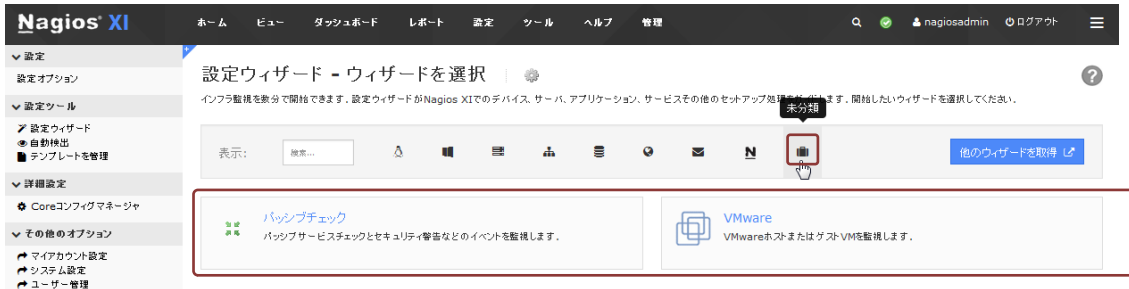 Nagios® XI ホーム ビュー ダッシュボード レポート 設定 ツール ヘルプ 管理 nagiosadmin ログアウト
設定
設定オプション
設定ツール
設定ウィザード
自動検出
テンプレートを管理
詳細設定
Coreコンフィグマネージャ
その他のオプション
マイアカウント設定
システム設定
ユーザー管理
設定ウィザード - ウィザードを選択
インフラ監視を数分で開始できます. 設定ウィザードがNagios XIでのデバイス、サーバ、アプリケーション、サービスその他のセットアップ処理 ます. 開始したいウィザードを選択してください.
未分類
表示: 検索... N 他のウィザードを取得
パッシブチェック
パッシブサービスチェックとセキュリティ警告などのイベントを監視します.
VMware
VMwareホストまたはゲストVMを監視します.